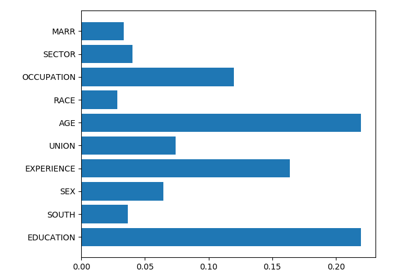 MARR
SECTOR
OCCUPATION
RACE
AGE
UNION
EXPERIENCE
SEX
SOUTH
EDUCATION
0.00 0.05 0.10 0.15 0.20